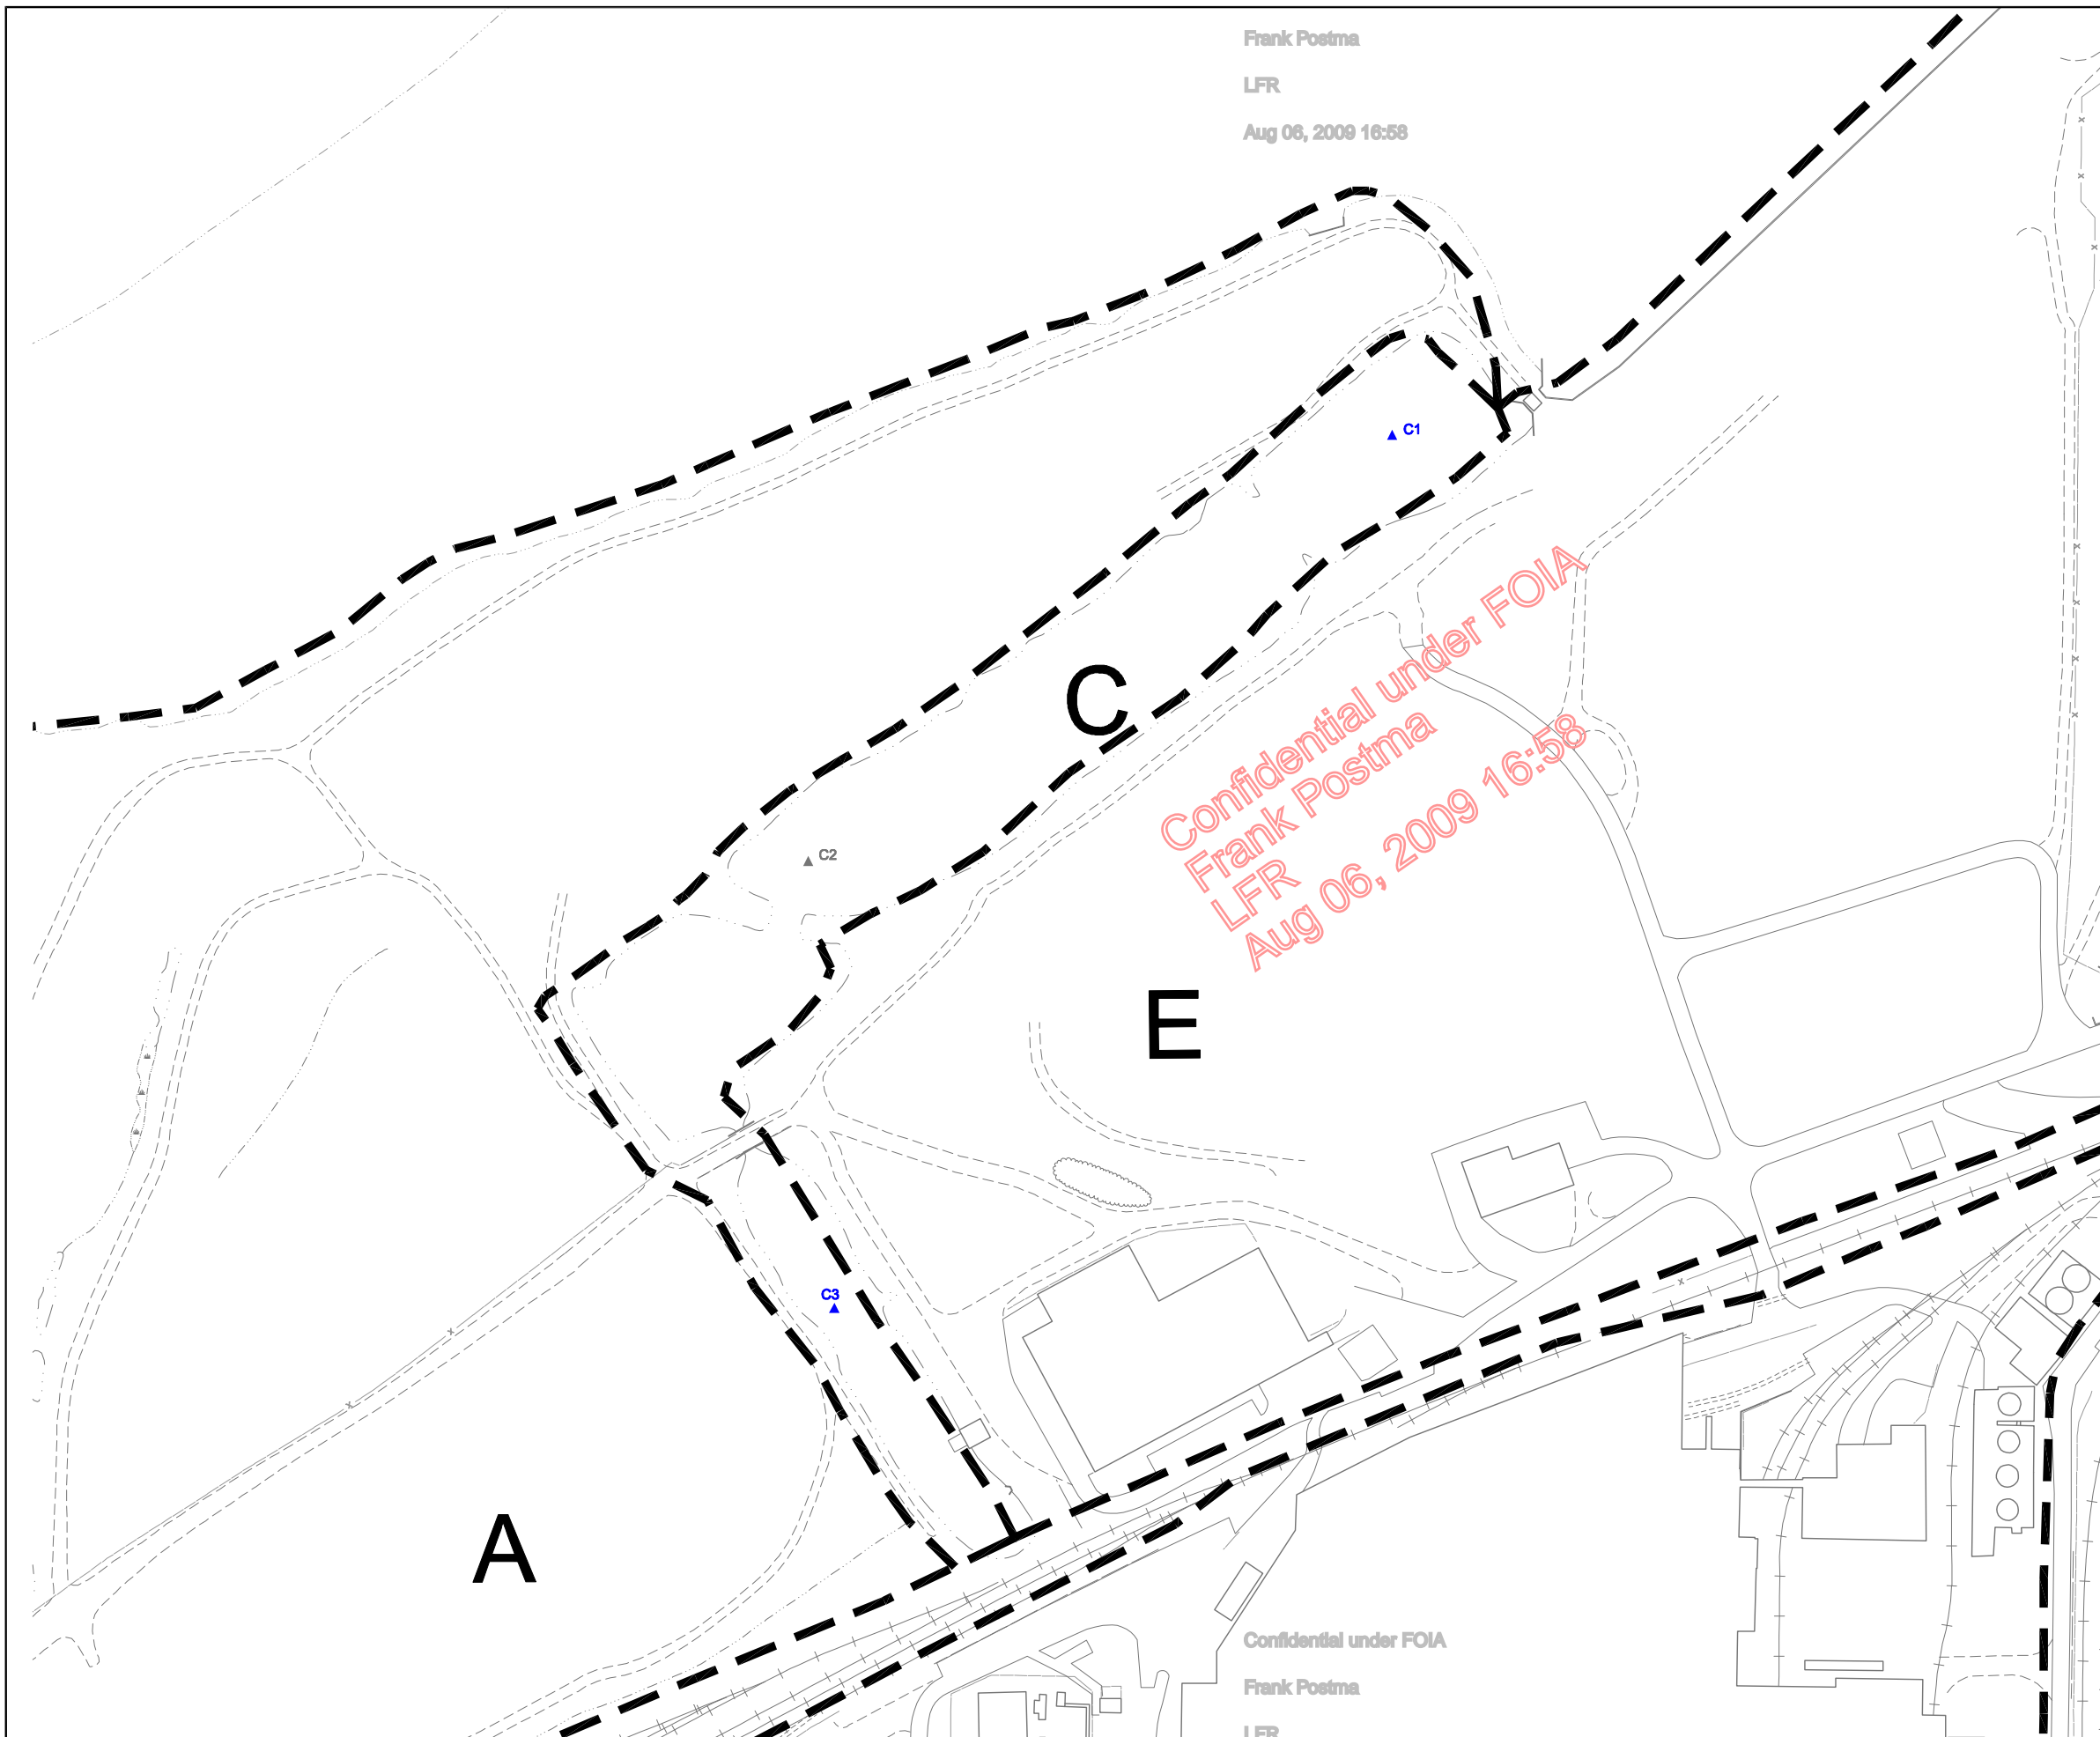 Frank Postma
LFR
Aug 06, 2009 16:58
C1
C
Confidential under FOIA
Frank Postma
LFR
Aug 06, 2009 16:58
C2
E
C3
A
Confidential under FOIA
Frank Postma
LFR